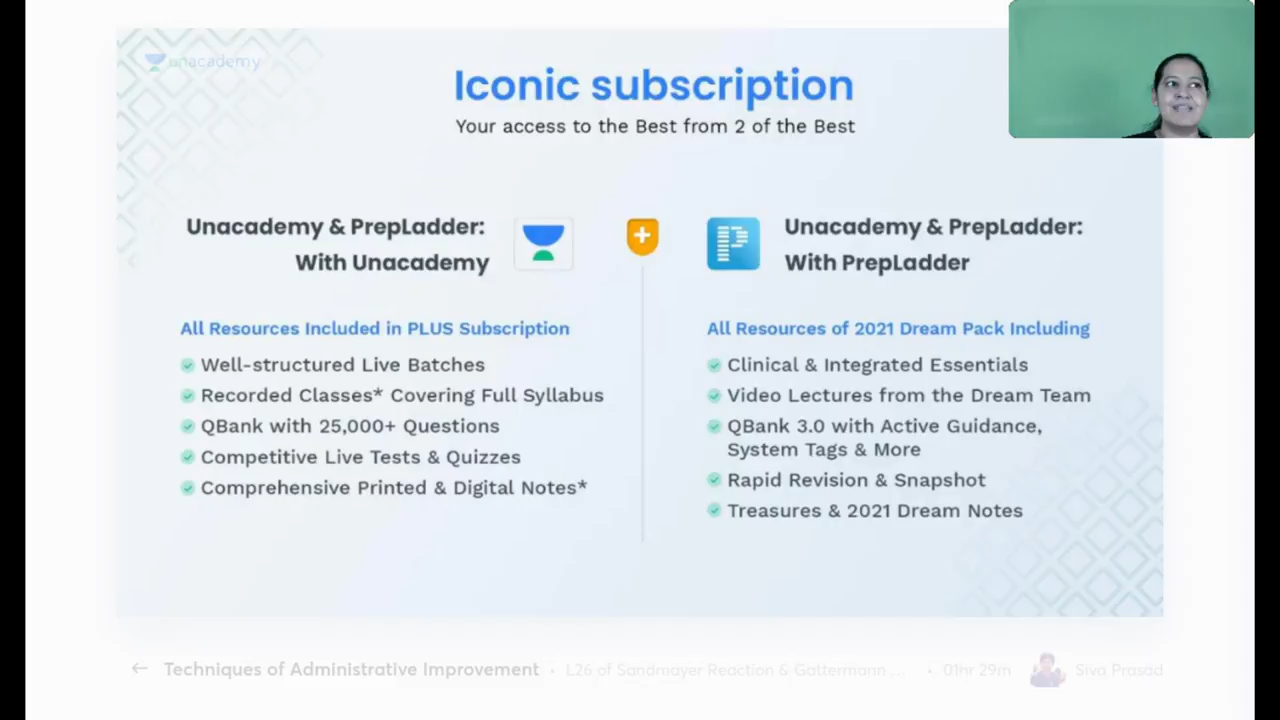 unacademy
Iconic subscription
Your access to the Best from 2 of the Best
Unacademy & PrepLadder:
With Unacademy
All Resources Included in PLUS Subscription
Well-structured Live Batches
Recorded Classes* Covering Full Syllabus
QBank with 25,000+ Questions
Competitive Live Tests & Quizzes
Comprehensive Printed & Digital Notes*
Unacademy & PrepLadder:
With PrepLadder
All Resources of 2021 Dream Pack Including
Clinical & Integrated Essentials
Video Lectures from the Dream Team
QBank 3.0 with Active Guidance,
System Tags & More
Rapid Revision & Snapshot
Treasures & 2021 Dream Notes
Techniques of Administrative Improvement • L26 of Sandmayer Reaction & Gattermann.... • 01hr 29m Siva Prasad